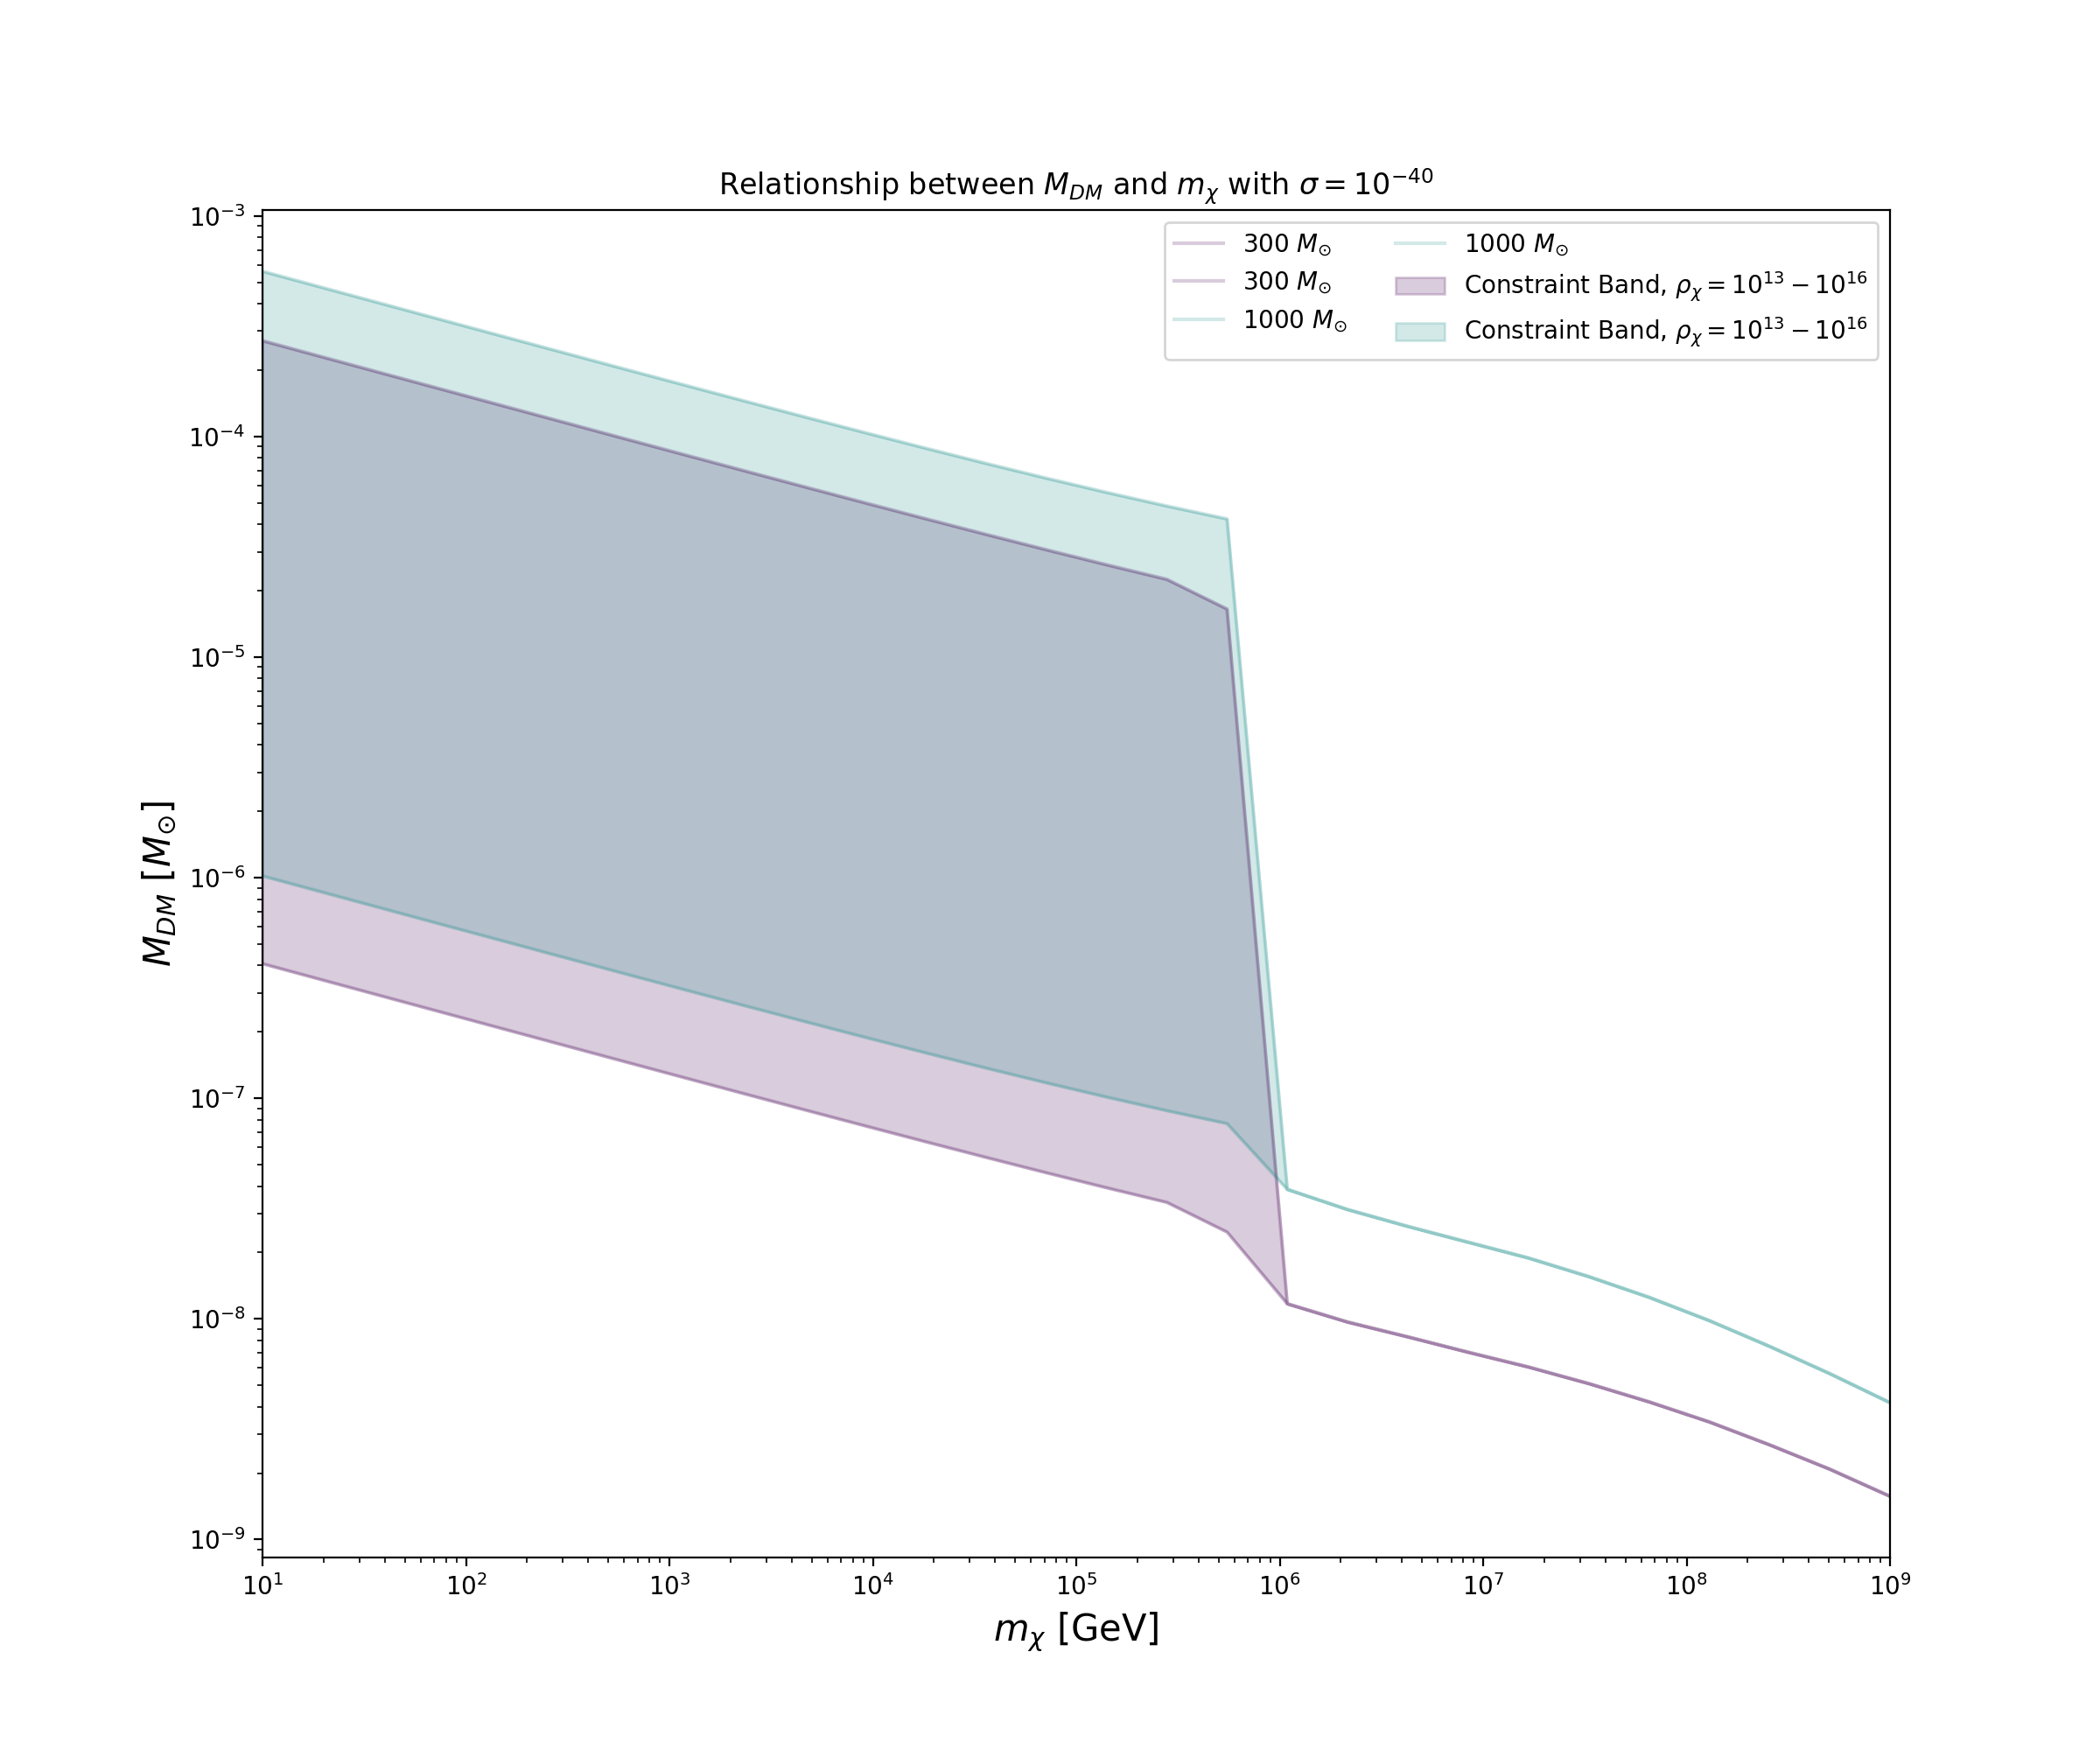 Relationship between $M_{DM}$ and $m_\chi$ with $\sigma = 10^{-40}$
300 $M_\odot$
300 $M_\odot$
1000 $M_\odot$
1000 $M_\odot$
Constraint Band, $\rho_\chi = 10^{13} - 10^{16}$
Constraint Band, $\rho_\chi = 10^{13} - 10^{16}$
$M_{DM}$ [$M_\odot$]
$10^{-3}$
$10^{-4}$
$10^{-5}$
$10^{-6}$
$10^{-7}$
$10^{-8}$
$10^{-9}$
$10^1$ $10^2$ $10^3$ $10^4$ $10^5$ $10^6$ $10^7$ $10^8$ $10^9$
$m_\chi$ [GeV]